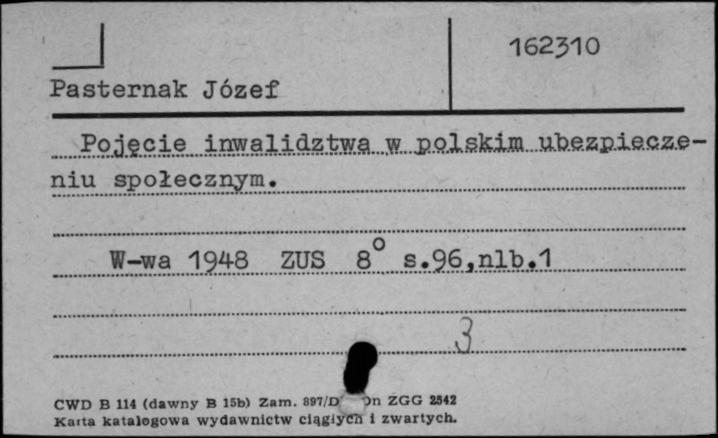 162310
Pasternak Józef
Pojęcie inwalidztwa w polskim ubezpiecze-
niu społecznym.
W-wa 1948 ZUS 8° s.96,nlb.1
3
CWD B 114 (dawny B 15b) Zam. 897/D ZGG 2542
Karta katalogowa wydawnictw ciągłych i zwartych.